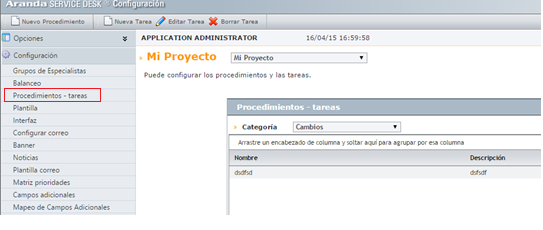 Aranda SERVICE DESK Configuración
Nuevo Procedimiento Nueva Tarea Editar Tarea Borrar Tarea
Opciones
APPLICATION ADMINISTRATOR 16/04/15 16:59:58
Configuración
Mi Proyecto Mi Proyecto
Grupos de Especialistas
Balanceo
Puede configurar los procedimientos y las tareas.
Procedimientos - tareas
Plantilla
Procedimientos - tareas
Interfaz
Configurar correo
Categoría Cambios
Banner
Noticias
Arrastre un encabezado de columna y soltar aquí para agrupar por esa columna
Plantilla correo
Nombre Descripción
Matriz prioridades
dsdfsd dsfsdf
Campos adicionales
Mapeo de Campos Adicionales